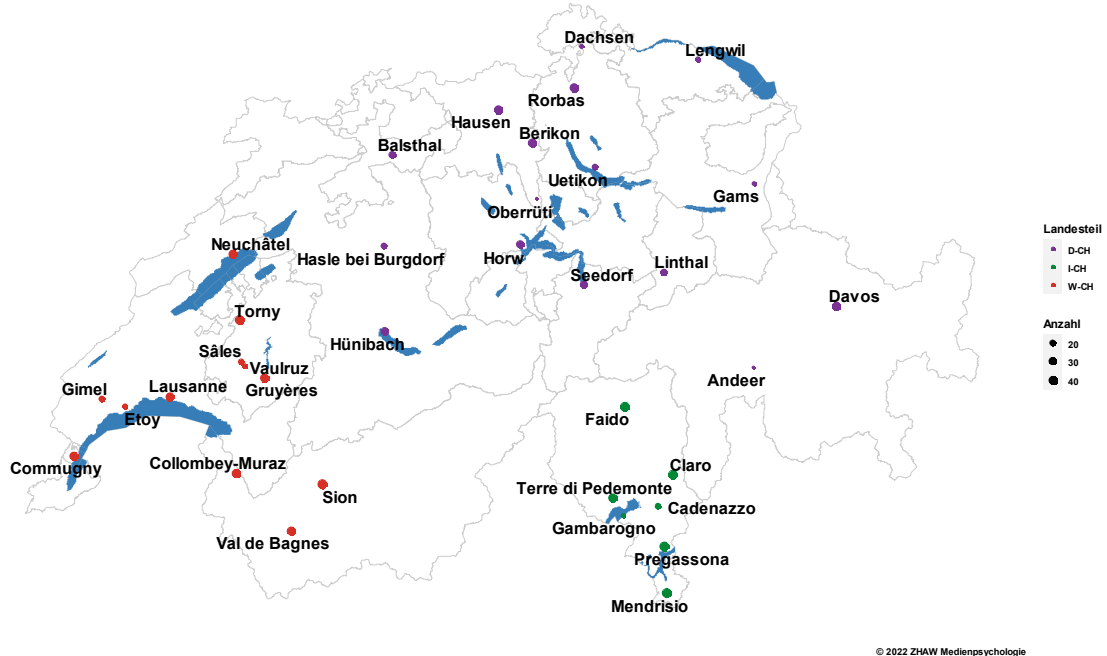 Dachsen
Lengwil
Rorbas
Hausen
Berikon
Balsthal
Uetikon
Gams
Oberrüti
Neuchâtel
Hasle bei Burgdorf
Horw
Linthal
Seedorf
Davos
Torny
Hünibach
Sâles
Vaulruz
Andeer
Gimel
Lausanne
Gruyères
Etoy
Faido
Commugny
Collombey-Muraz
Claro
Terre di Pedemonte
Sion
Cadenazzo
Gambarogno
Val de Bagnes
Pregassona
Mendrisio
Landesteil
D-CH
I-CH
W-CH
Anzahl
20
30
40
© 2022 ZHAW Medienpsychologie